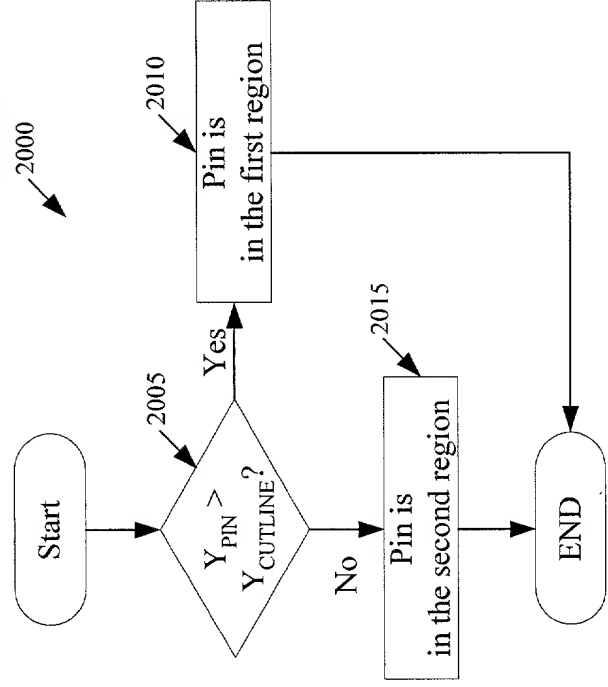 2000
Start
2005
Y_PIN >
Y_CUTLINE?
Yes
2010
Pin is
in the first region
No
2015
Pin is
in the second region
END